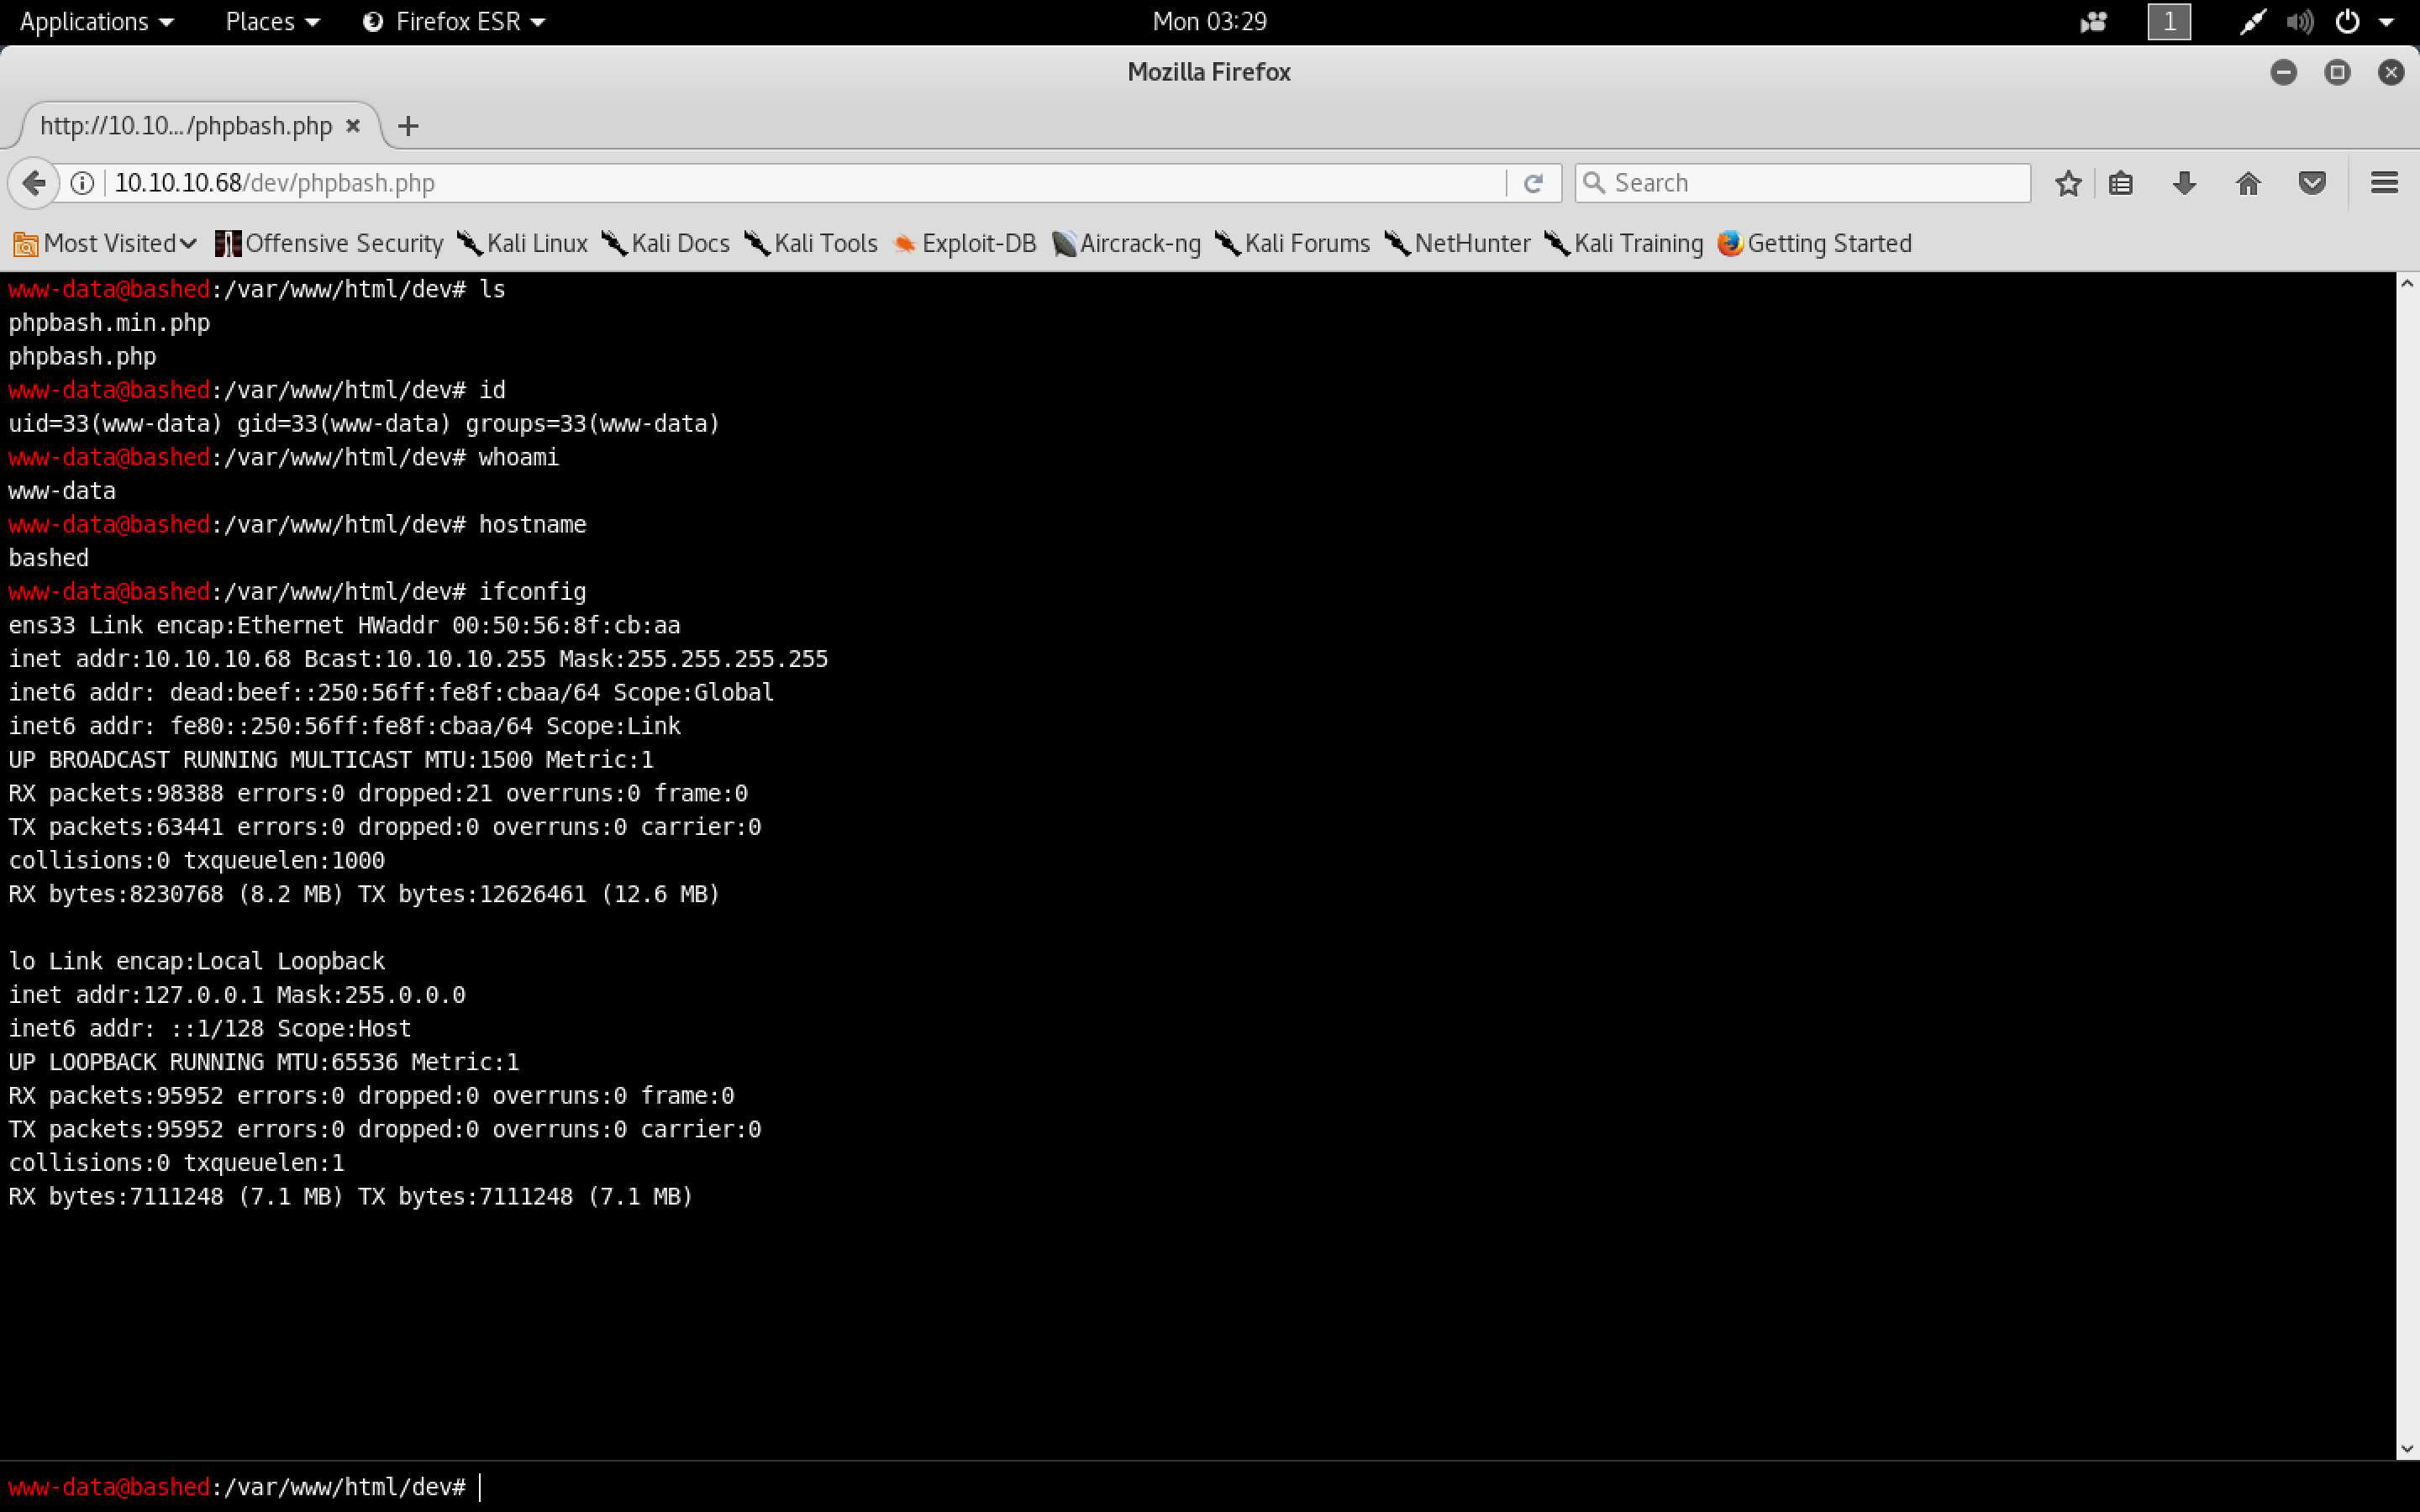 Applications Places Firefox ESR Mon 03:29 1
Mozilla Firefox
http://10.10.../phpbash.php
10.10.10.68/dev/phpbash.php Search
Most Visited Offensive Security Kali Linux Kali Docs Kali Tools Exploit-DB Aircrack-ng Kali Forums NetHunter Kali Training Getting Started
www-data@bashed:/var/www/html/dev# ls
phpbash.min.php
phpbash.php
www-data@bashed:/var/www/html/dev# id
uid=33(www-data) gid=33(www-data) groups=33(www-data)
www-data@bashed:/var/www/html/dev# whoami
www-data
www-data@bashed:/var/www/html/dev# hostname
bashed
www-data@bashed:/var/www/html/dev# ifconfig
ens33 Link encap:Ethernet HWaddr 00:50:56:8f:cb:aa
inet addr:10.10.10.68 Bcast:10.10.10.255 Mask:255.255.255.255
inet6 addr: dead:beef::250:56ff:fe8f:cbaa/64 Scope:Global
inet6 addr: fe80::250:56ff:fe8f:cbaa/64 Scope:Link
UP BROADCAST RUNNING MULTICAST MTU:1500 Metric:1
RX packets:98388 errors:0 dropped:21 overruns:0 frame:0
TX packets:63441 errors:0 dropped:0 overruns:0 carrier:0
collisions:0 txqueuelen:1000
RX bytes:8230768 (8.2 MB) TX bytes:12626461 (12.6 MB)
lo Link encap:Local Loopback
inet addr:127.0.0.1 Mask:255.0.0.0
inet6 addr: ::1/128 Scope:Host
UP LOOPBACK RUNNING MTU:65536 Metric:1
RX packets:95952 errors:0 dropped:0 overruns:0 frame:0
TX packets:95952 errors:0 dropped:0 overruns:0 carrier:0
collisions:0 txqueuelen:1
RX bytes:7111248 (7.1 MB) TX bytes:7111248 (7.1 MB)
www-data@bashed:/var/www/html/dev#